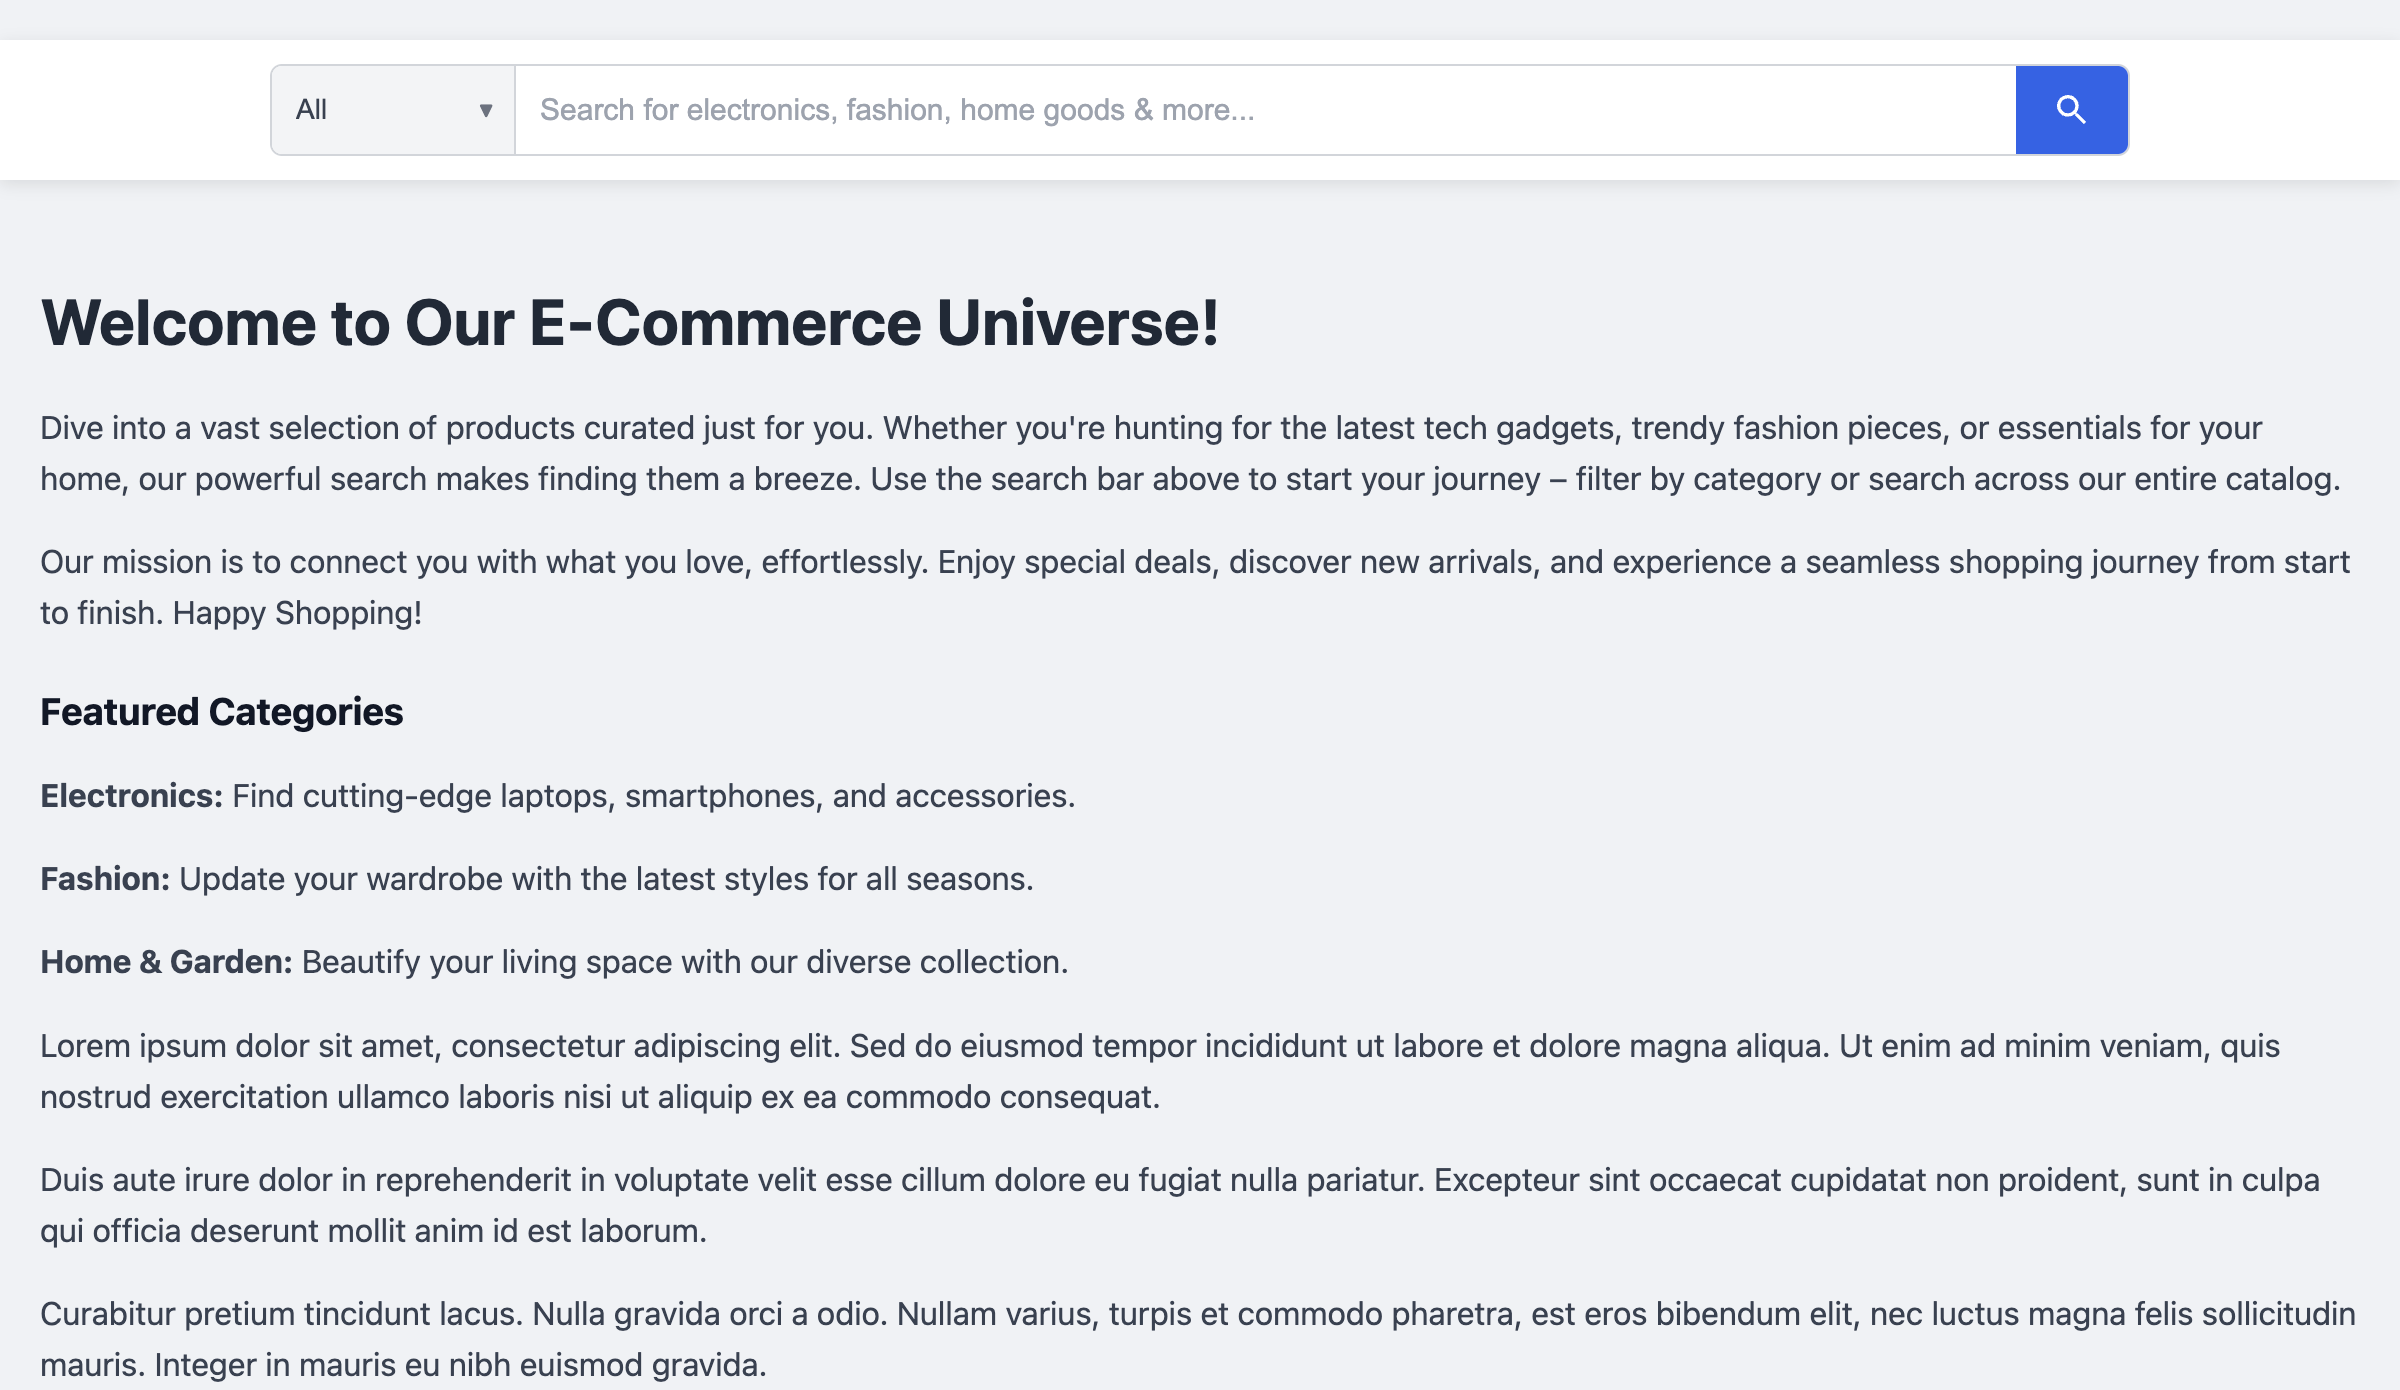 All ▼ Search for electronics, fashion, home goods & more...
Welcome to Our E-Commerce Universe!
Dive into a vast selection of products curated just for you. Whether you're hunting for the latest tech gadgets, trendy fashion pieces, or essentials for your
home, our powerful search makes finding them a breeze. Use the search bar above to start your journey – filter by category or search across our entire catalog.
Our mission is to connect you with what you love, effortlessly. Enjoy special deals, discover new arrivals, and experience a seamless shopping journey from start
to finish. Happy Shopping!
Featured Categories
Electronics: Find cutting-edge laptops, smartphones, and accessories.
Fashion: Update your wardrobe with the latest styles for all seasons.
Home & Garden: Beautify your living space with our diverse collection.
Lorem ipsum dolor sit amet, consectetur adipiscing elit. Sed do eiusmod tempor incididunt ut labore et dolore magna aliqua. Ut enim ad minim veniam, quis
nostrud exercitation ullamco laboris nisi ut aliquip ex ea commodo consequat.
Duis aute irure dolor in reprehenderit in voluptate velit esse cillum dolore eu fugiat nulla pariatur. Excepteur sint occaecat cupidatat non proident, sunt in culpa
qui officia deserunt mollit anim id est laborum.
Curabitur pretium tincidunt lacus. Nulla gravida orci a odio. Nullam varius, turpis et commodo pharetra, est eros bibendum elit, nec luctus magna felis sollicitudin
mauris. Integer in mauris eu nibh euismod gravida.